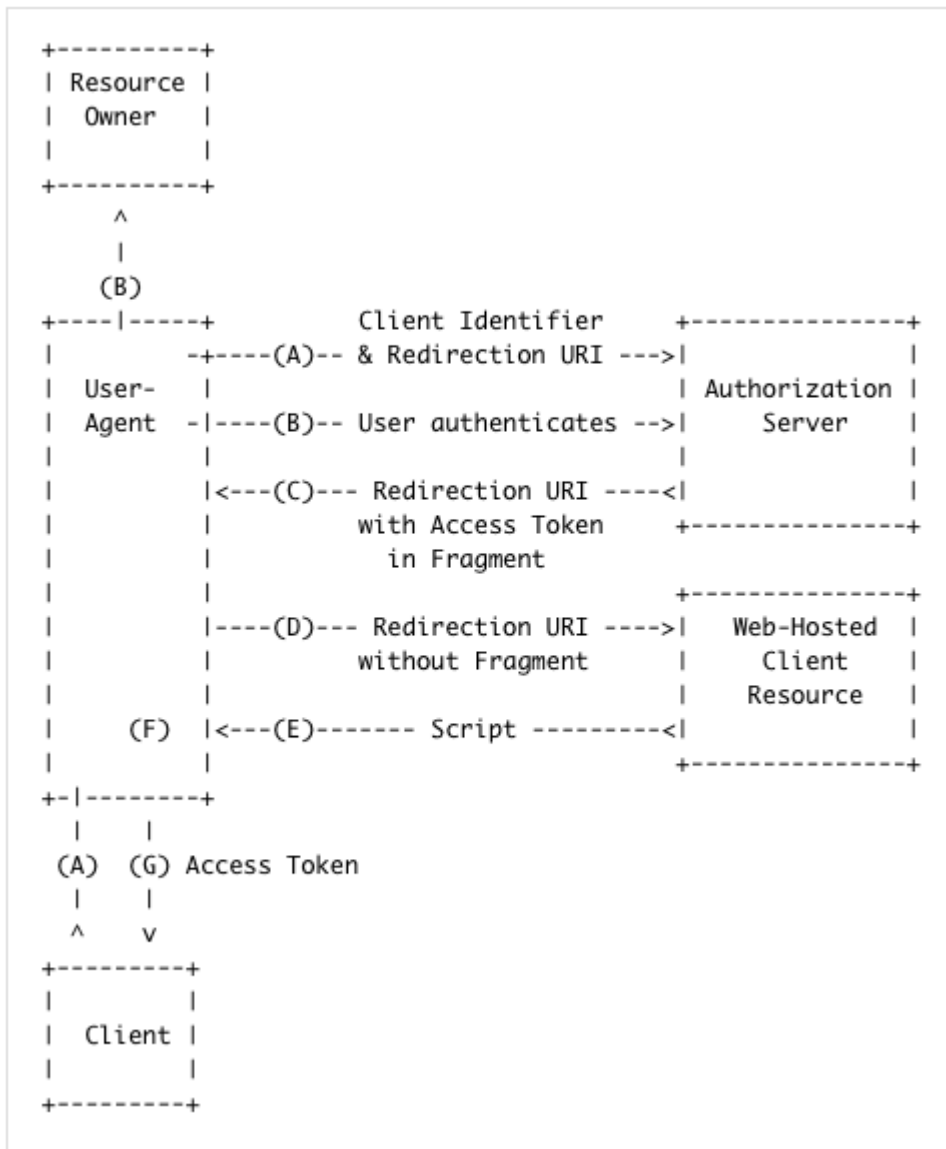 +----------+
| Resource |
|  Owner   |
|          |
+----------+
     ^
     |
    (B)
+----|-----+          Client Identifier     +---------------+
|         -+----(A)-- & Redirection URI --->|               |
|  User-   |                                | Authorization |
|  Agent  -|----(B)-- User authenticates -->|     Server    |
|          |                                |               |
|          |<---(C)--- Redirection URI ----<|               |
|          |          with Access Token     +---------------+
|          |            in Fragment
|          |                                +---------------+
|          |----(D)--- Redirection URI ---->|   Web-Hosted  |
|          |          without Fragment      |     Client    |
|          |                                |    Resource   |
|     (F)  |<---(E)------- Script ---------<|               |
|          |                                +---------------+
+-|--------+
  |    |
 (A)  (G) Access Token
  |    |
  ^    v
+---------+
|         |
|  Client |
|         |
+---------+